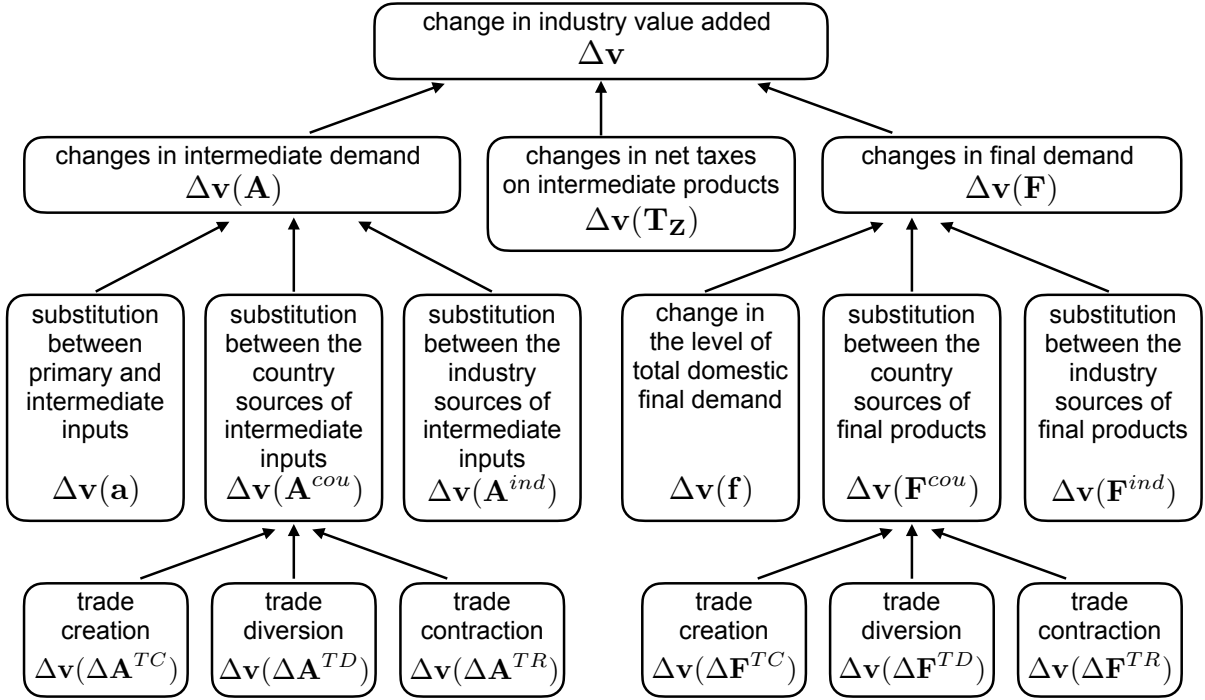 change in industry value added
Δv
changes in intermediate demand
Δv(A)
changes in net taxes
on intermediate products
Δv(T_Z)
changes in final demand
Δv(F)
substitution
between
primary and
intermediate
inputs
Δv(a)
substitution
between the
country
sources of
intermediate
inputs
Δv(A^{cou})
substitution
between the
industry
sources of
intermediate
inputs
Δv(A^{ind})
change in
the level of
total domestic
final demand
Δv(f)
substitution
between the
country
sources of
final products
Δv(F^{cou})
substitution
between the
industry
sources of
final products
Δv(F^{ind})
trade
creation
Δv(ΔA^{TC})
trade
diversion
Δv(ΔA^{TD})
trade
contraction
Δv(ΔA^{TR})
trade
creation
Δv(ΔF^{TC})
trade
diversion
Δv(ΔF^{TD})
trade
contraction
Δv(ΔF^{TR})